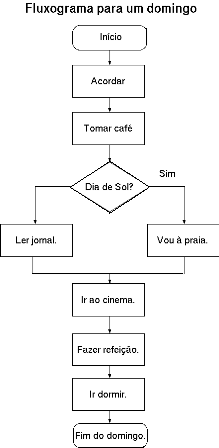 Fluxograma para um domingo
Início
Acordar
Tomar café
Dia de Sol?
Sim
Ler jornal.
Vou à praia.
Ir ao cinema.
Fazer refeição.
Ir dormir.
Fim do domingo.